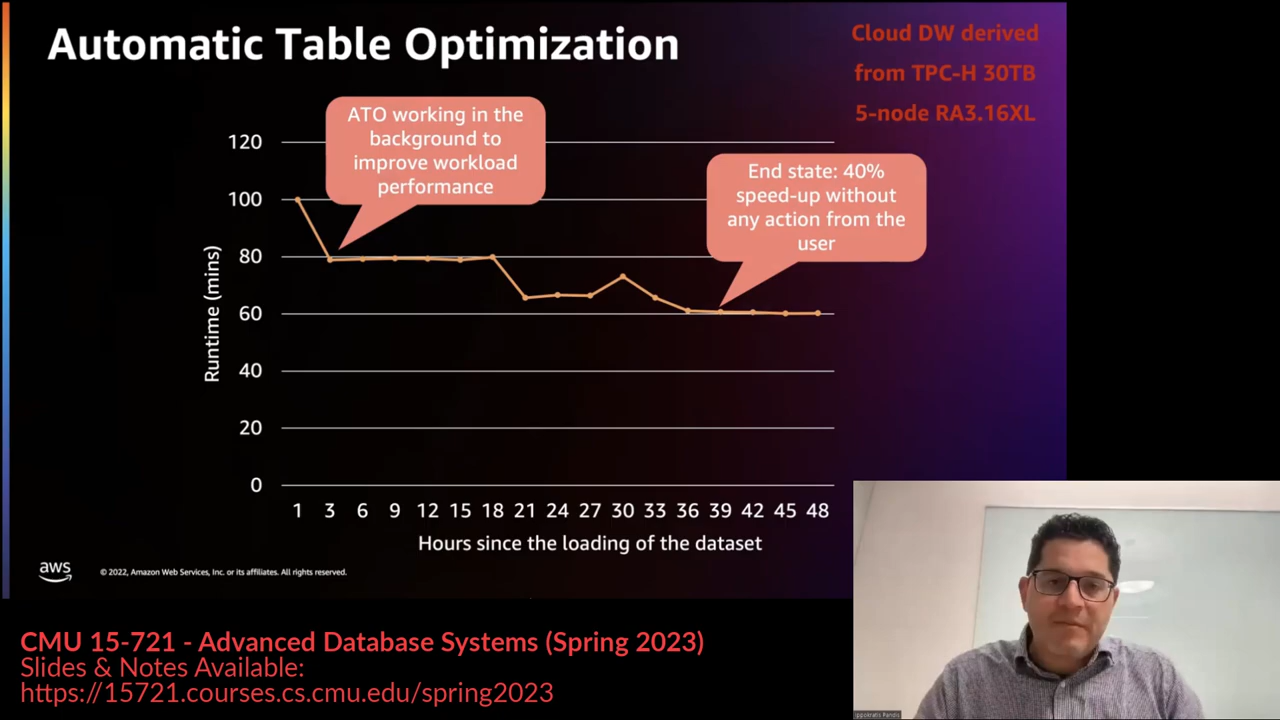 Automatic Table Optimization
Cloud DW derived
from TPC-H 30TB
5-node RA3.16XL
ATO working in the
background to
improve workload
performance
End state: 40%
speed-up without
any action from the
user
120
100
80
60
40
20
0
Runtime (mins)
1 3 6 9 12 15 18 21 24 27 30 33 36 39 42 45 48
Hours since the loading of the dataset
aws
© 2022, Amazon Web Services, Inc. or its affiliates. All rights reserved.
CMU 15-721 - Advanced Database Systems (Spring 2023)
Slides & Notes Available:
https://15721.courses.cs.cmu.edu/spring2023
Ippokratis Pandis